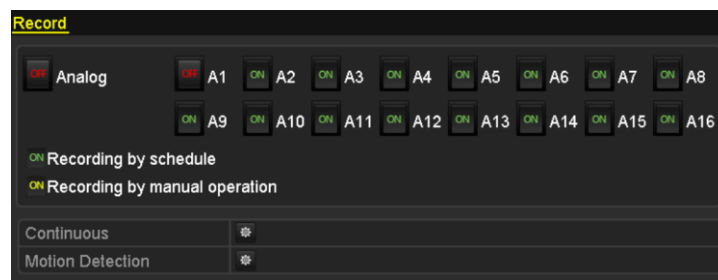 Record
OFF Analog OFF A1 ON A2 ON A3 ON A4 ON A5 ON A6 ON A7 ON A8
ON A9 ON A10 ON A11 ON A12 ON A13 ON A14 ON A15 ON A16
ON Recording by schedule
ON Recording by manual operation
Continuous
Motion Detection